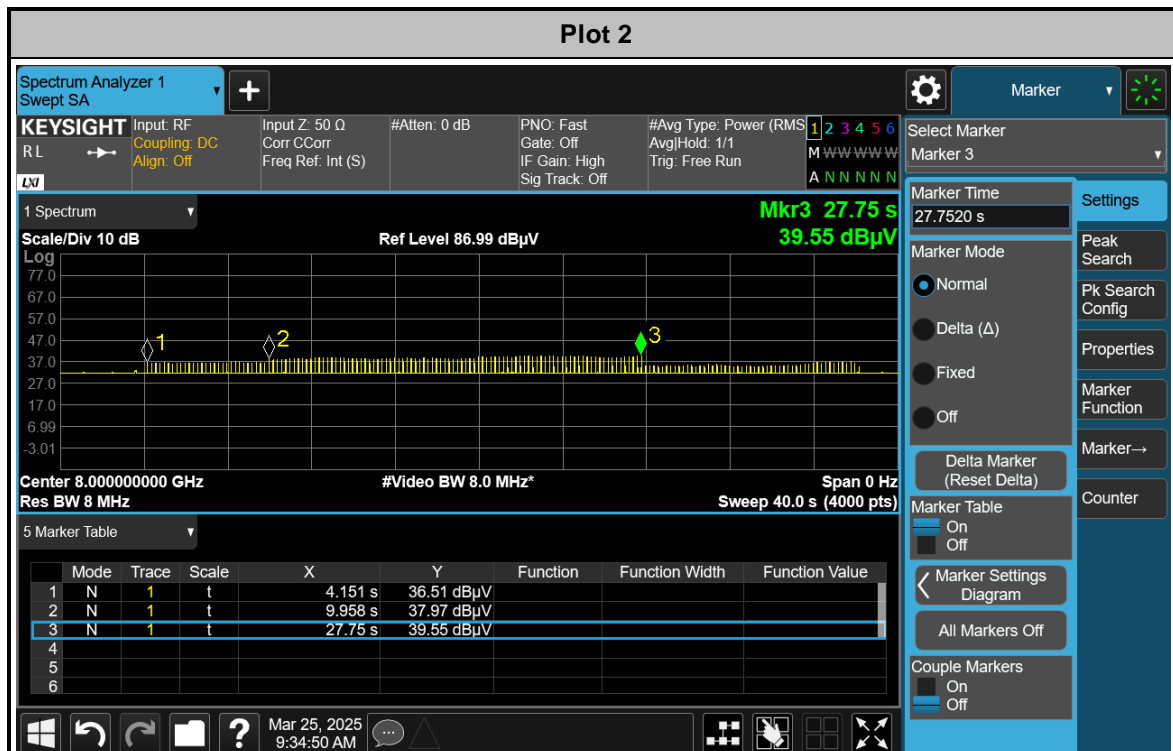 Plot 2
Spectrum Analyzer 1
Swept SA
+
Marker
KEYSIGHT
RL
LXI
Input: RF
Coupling: DC
Align: Off
Input Z: 50 Ω
Corr CCorr
Freq Ref: Int (S)
#Atten: 0 dB
PNO: Fast
Gate: Off
IF Gain: High
Sig Track: Off
#Avg Type: Power (RMS
Avg|Hold: 1/1
Trig: Free Run
1 2 3 4 5 6
M W W W W W
A N N N N N
Select Marker
Marker 3
1 Spectrum
Scale/Div 10 dB
Ref Level 86.99 dBµV
Mkr3 27.75 s
39.55 dBµV
Log
77.0
67.0
57.0
47.0
37.0
27.0
17.0
6.99
-3.01
1
2
3
Center 8.000000000 GHz
#Video BW 8.0 MHz*
Span 0 Hz
Res BW 8 MHz
Sweep 40.0 s (4000 pts)
5 Marker Table
Mode Trace Scale X Y Function Function Width Function Value
1 N 1 t 4.151 s 36.51 dBµV
2 N 1 t 9.958 s 37.97 dBµV
3 N 1 t 27.75 s 39.55 dBµV
4
5
6
Marker Time
27.7520 s
Marker Mode
Normal
Delta (Δ)
Fixed
Off
Delta Marker
(Reset Delta)
Marker Table
On
Off
Marker Settings
Diagram
All Markers Off
Couple Markers
On
Off
Settings
Peak
Search
Pk Search
Config
Properties
Marker
Function
Marker→
Counter
?
Mar 25, 2025
9:34:50 AM